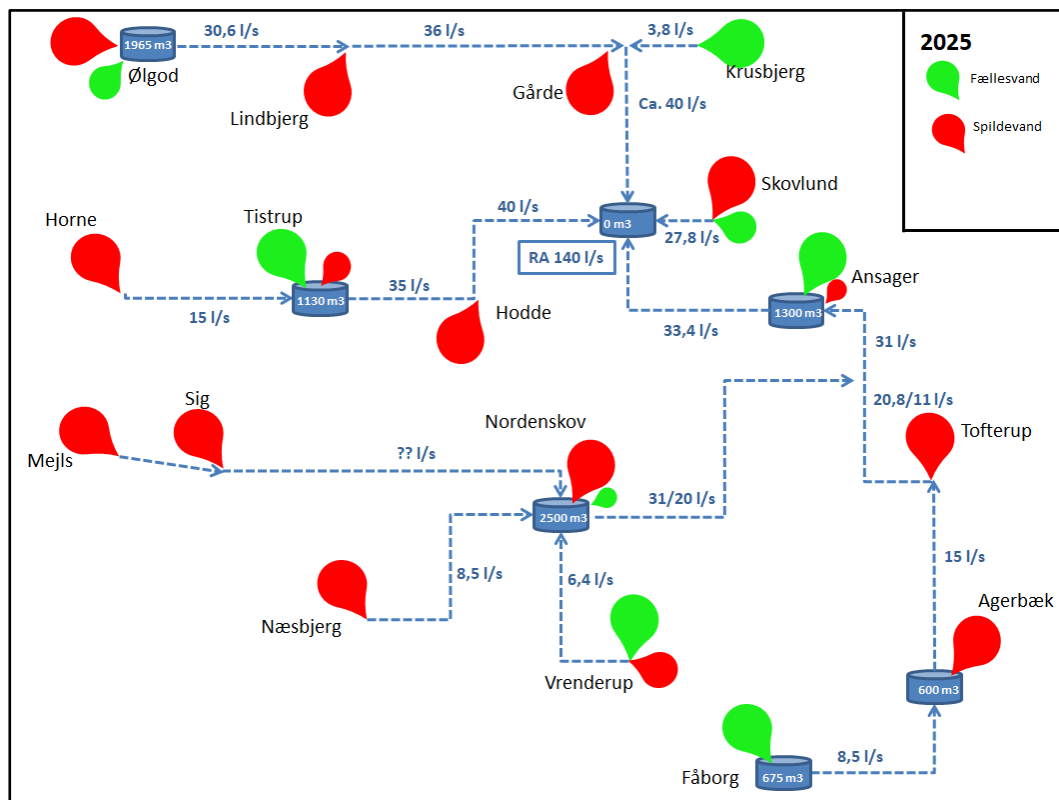 2025
Fællesvand
Spildevand
1965 m3
30,6 l/s
36 l/s
3,8 l/s
Ølgod
Krusbjerg
Lindbjerg
Gårde
Ca. 40 l/s
Skovlund
Horne
Tistrup
40 l/s
0 m3
27,8 l/s
RA 140 l/s
Ansager
15 l/s
1130 m3
35 l/s
Hodde
33,4 l/s
1300 m3
31 l/s
20,8/11 l/s
Sig
Nordenskov
Tofterup
Mejls
?? l/s
2500 m3
31/20 l/s
8,5 l/s
6,4 l/s
15 l/s
Næsbjerg
Agerbæk
Vrenderup
600 m3
Fåborg
675 m3
8,5 l/s